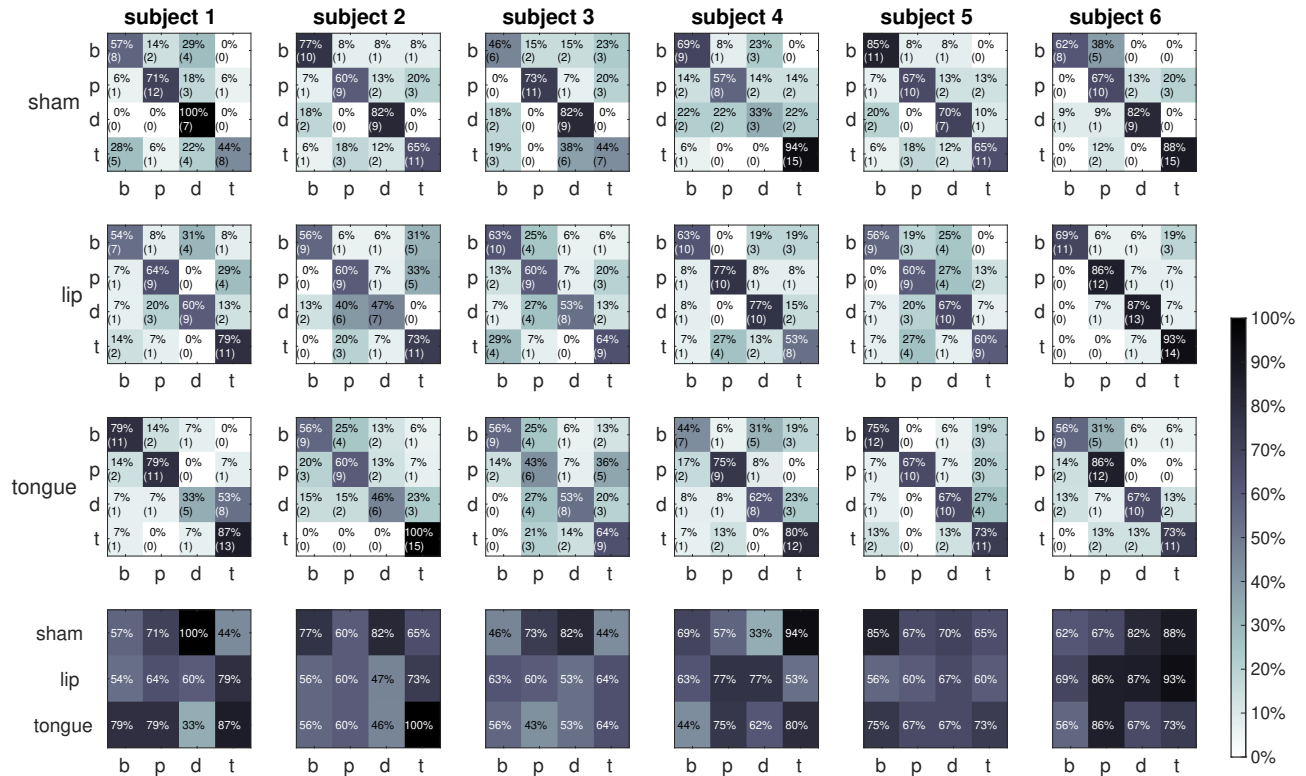 subject 1 subject 2 subject 3 subject 4 subject 5 subject 6
sham
b 57% 14% 29% 0% b 77% 8% 8% 8% b 46% 15% 15% 23% b 69% 8% 23% 0% b 85% 8% 8% 0% b 62% 38% 0% 0%
(8) (2) (4) (0) (10) (1) (1) (1) (6) (2) (2) (3) (9) (1) (3) (0) (11) (1) (1) (0) (8) (5) (0) (0)
p 6% 71% 18% 6% p 7% 60% 13% 20% p 0% 73% 7% 20% p 14% 57% 14% 14% p 7% 67% 13% 13% p 0% 67% 13% 20%
(1) (12) (3) (1) (1) (9) (2) (3) (0) (11) (1) (3) (2) (8) (2) (2) (1) (10) (2) (2) (0) (10) (2) (3)
d 0% 0% 100% 0% d 18% 0% 82% 0% d 18% 0% 82% 0% d 22% 22% 33% 22% d 20% 0% 70% 10% d 9% 9% 82% 0%
(0) (0) (7) (0) (2) (0) (9) (0) (2) (0) (9) (0) (2) (2) (3) (2) (2) (0) (7) (1) (1) (1) (9) (0)
t 28% 6% 22% 44% t 6% 18% 12% 65% t 19% 0% 38% 44% t 6% 0% 0% 94% t 6% 18% 12% 65% t 0% 12% 0% 88%
(5) (1) (4) (8) (1) (3) (2) (11) (3) (0) (6) (7) (1) (0) (0) (15) (1) (3) (2) (11) (0) (2) (0) (15)
b p d t b p d t b p d t b p d t b p d t b p d t
lip
b 54% 8% 31% 8% b 56% 6% 6% 31% b 63% 25% 6% 6% b 63% 0% 19% 19% b 56% 19% 25% 0% b 69% 6% 6% 19%
(7) (1) (4) (1) (9) (1) (1) (5) (10) (4) (1) (1) (10) (0) (3) (3) (9) (3) (4) (0) (11) (1) (1) (3)
p 7% 64% 0% 29% p 0% 60% 7% 33% p 13% 60% 7% 20% p 8% 77% 8% 8% p 0% 60% 27% 13% p 7% 86% 7% 7%
(1) (9) (0) (4) (0) (9) (1) (5) (2) (9) (1) (3) (1) (10) (1) (1) (0) (9) (4) (2) (1) (12) (1) (1)
d 7% 20% 60% 13% d 13% 40% 47% 0% d 7% 27% 53% 13% d 8% 0% 77% 15% d 7% 20% 67% 7% d 0% 7% 87% 7%
(1) (3) (9) (2) (2) (6) (7) (0) (1) (4) (8) (2) (1) (0) (10) (2) (1) (3) (10) (1) (0) (1) (13) (1)
t 14% 7% 0% 79% t 0% 20% 7% 73% t 29% 7% 0% 64% t 7% 27% 13% 53% t 7% 27% 7% 60% t 0% 0% 7% 93%
(2) (1) (0) (11) (0) (3) (1) (11) (4) (1) (0) (9) (1) (4) (2) (8) (1) (4) (1) (9) (0) (0) (1) (14)
b p d t b p d t b p d t b p d t b p d t b p d t
tongue
b 79% 14% 7% 0% b 56% 25% 13% 6% b 56% 25% 6% 13% b 44% 6% 31% 19% b 75% 0% 6% 19% b 56% 31% 6% 6%
(11) (2) (1) (0) (9) (4) (2) (1) (9) (4) (1) (2) (7) (1) (5) (3) (12) (0) (1) (3) (9) (5) (1) (1)
p 14% 79% 0% 7% p 20% 60% 13% 7% p 14% 43% 7% 36% p 17% 75% 8% 0% p 7% 67% 7% 20% p 14% 86% 0% 0%
(2) (11) (0) (1) (3) (9) (2) (1) (2) (6) (1) (5) (2) (9) (1) (0) (1) (10) (1) (3) (2) (12) (0) (0)
d 7% 7% 33% 53% d 15% 15% 46% 23% d 0% 27% 53% 20% d 8% 8% 62% 23% d 7% 0% 67% 27% d 13% 7% 67% 13%
(1) (1) (5) (8) (2) (2) (6) (3) (0) (4) (8) (3) (1) (1) (8) (3) (1) (0) (10) (4) (2) (1) (10) (2)
t 7% 0% 7% 87% t 0% 0% 0% 100% t 0% 21% 14% 64% t 7% 13% 0% 80% t 13% 0% 13% 73% t 0% 13% 13% 73%
(1) (0) (1) (13) (0) (0) (0) (15) (0) (3) (2) (9) (1) (2) (0) (12) (2) (0) (2) (11) (0) (2) (2) (11)
b p d t b p d t b p d t b p d t b p d t b p d t
sham 57% 71% 100% 44% 77% 60% 82% 65% 46% 73% 82% 44% 69% 57% 33% 94% 85% 67% 70% 65% 62% 67% 82% 88%
lip 54% 64% 60% 79% 56% 60% 47% 73% 63% 60% 53% 64% 63% 77% 77% 53% 56% 60% 67% 60% 69% 86% 87% 93%
tongue 79% 79% 33% 87% 56% 60% 46% 100% 56% 43% 53% 64% 44% 75% 62% 80% 75% 67% 67% 73% 56% 86% 67% 73%
b p d t b p d t b p d t b p d t b p d t b p d t
100%
90%
80%
70%
60%
50%
40%
30%
20%
10%
0%